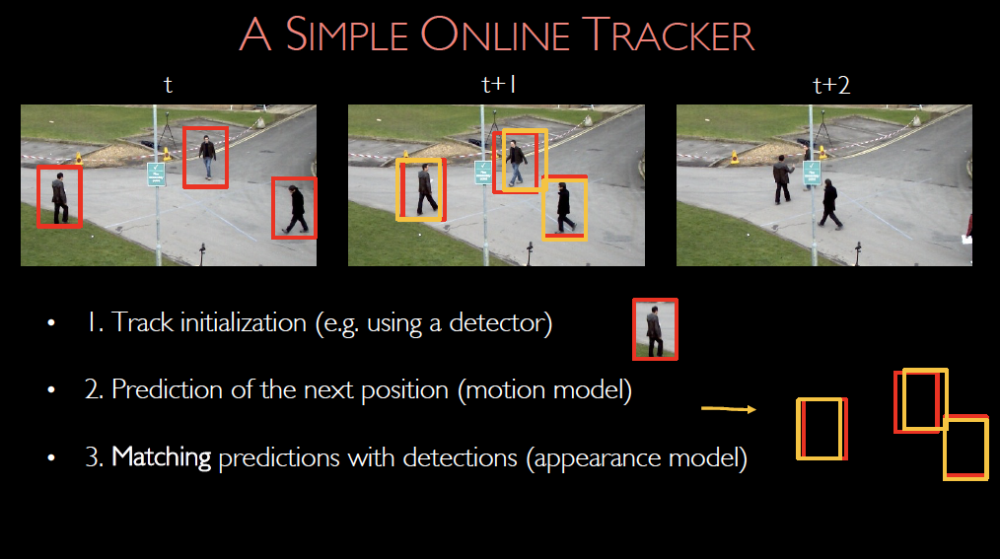 A SIMPLE ONLINE TRACKER
t
t+1
t+2
• 1. Track initialization (e.g. using a detector)
• 2. Prediction of the next position (motion model)
• 3. Matching predictions with detections (appearance model)